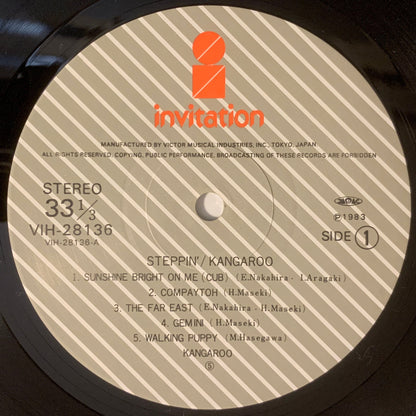 invitation
MANUFACTURED BY VICTOR MUSICAL INDUSTRIES, INC., TOKYO, JAPAN
ALL RIGHTS RESERVED. COPYING, PUBLIC PERFORMANCE, BROADCASTING OF THESE RECORDS ARE FORBIDDEN
STEREO
33 1/3
VIH-28136
VIH-28136-A
℗1983
SIDE 1
STEPPIN'/KANGAROO
1. SUNSHINE BRIGHT ON ME (CUB) (E.Nakahira · I.Aragaki)
2. COMPAYTOH (H.Maseki)
3. THE FAR EAST (E.Nakahira · H.Maseki)
4. GEMINI (H.Maseki)
5. WALKING PUPPY (M.Hasegawa)
KANGAROO
(5)